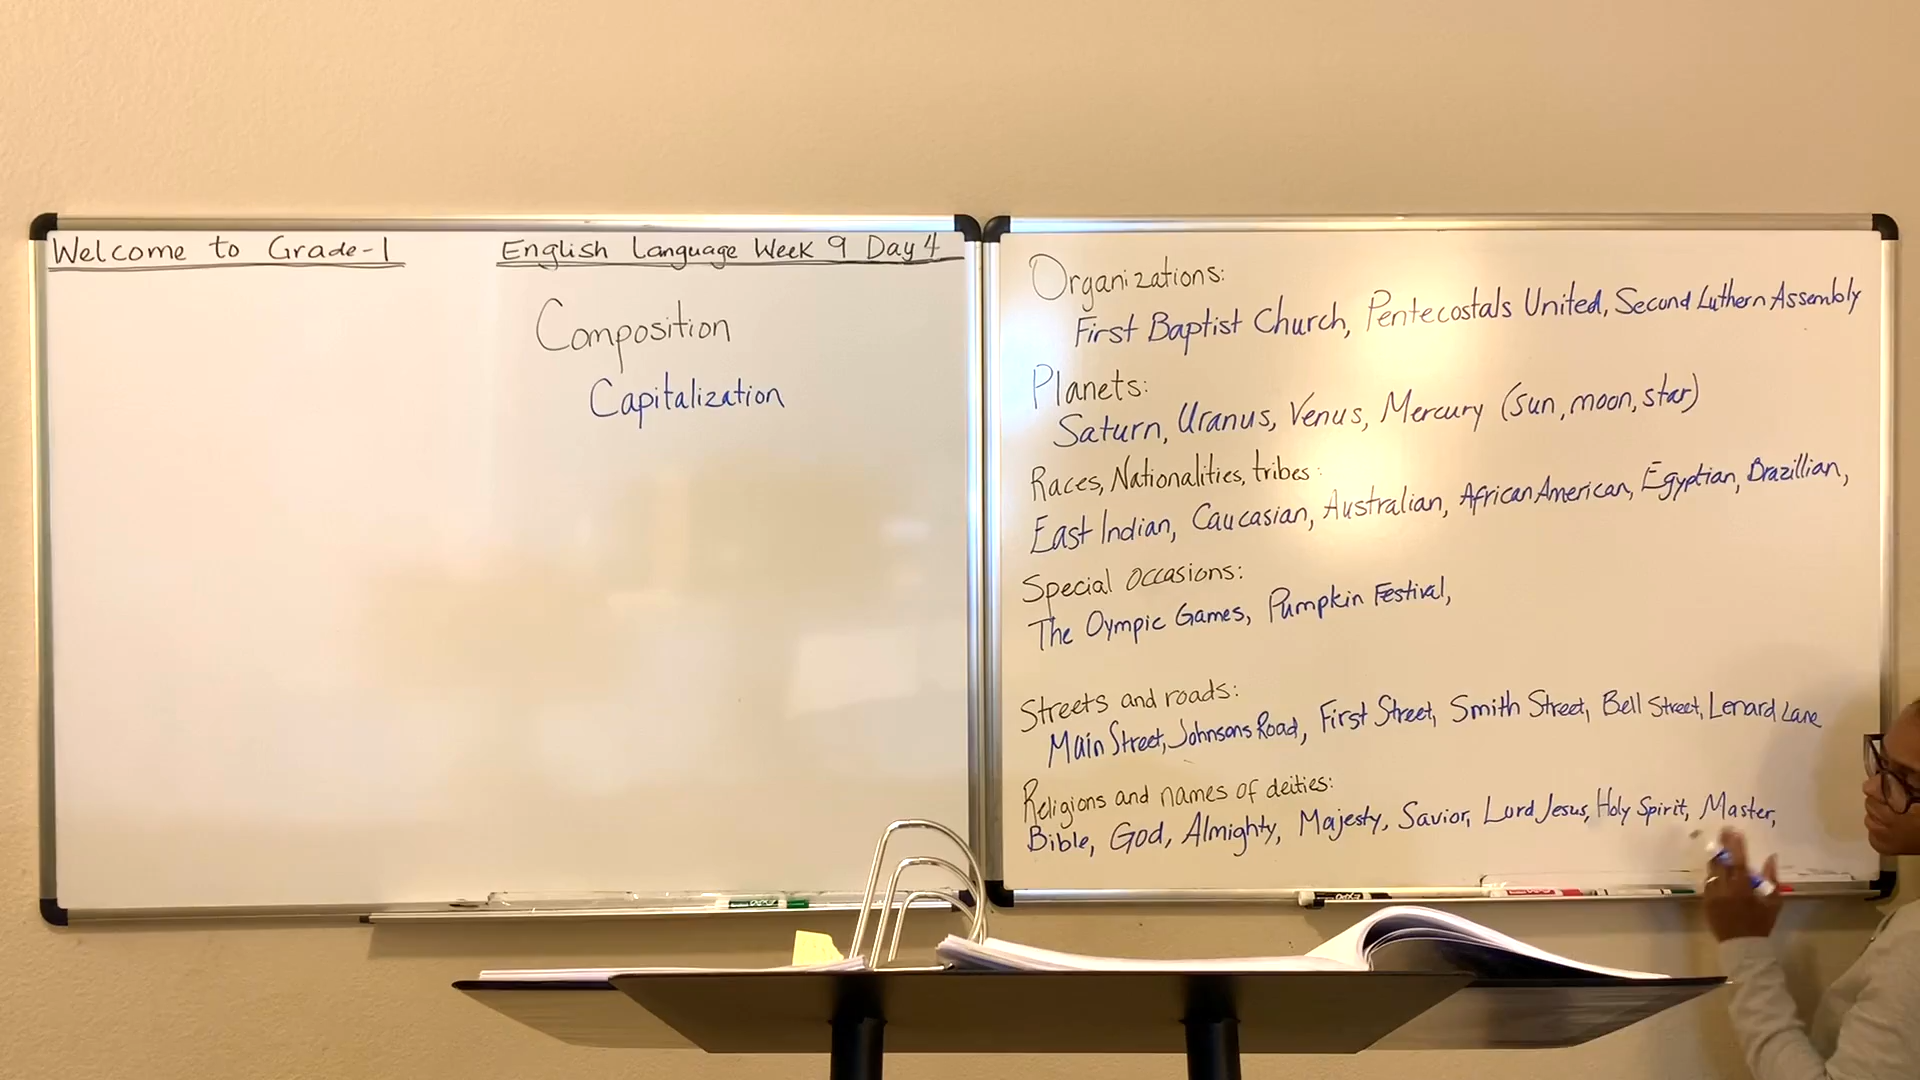 Welcome to Grade-1
English Language Week 9 Day 4
Composition
Capitalization
Organizations:
First Baptist Church, Pentecostals United, Second Luthern Assembly
Planets:
Saturn, Uranus, Venus, Mercury (sun, moon, star)
Races, Nationalities, tribes:
East Indian, Caucasian, Australian, African American, Egyptian, Brazillian,
Special occasions:
The Oympic Games, Pumpkin Festival,
Streets and roads:
Main Street, Johnsons Road, First Street, Smith Street, Bell Street, Lenard Lane
Religions and names of deities:
Bible, God, Almighty, Majesty, Savior, Lord Jesus, Holy Spirit, Master,